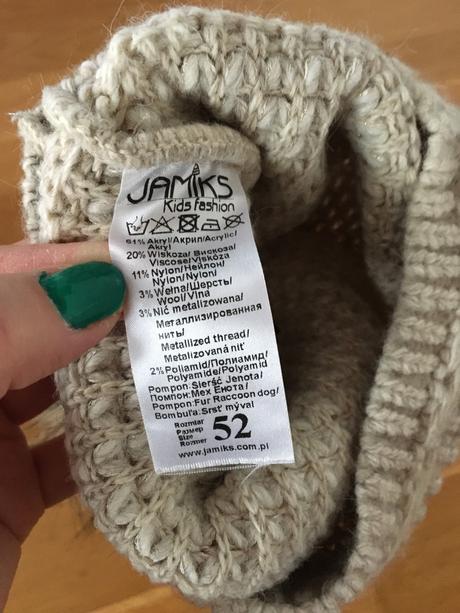 JAMIKS
Kids fashion
61% Akryl/Акрил/Acrylic/
Akryl
20% Wiskoza/Вискоза/
Viscose/Viskóza
11% Nylon/Нейлон/
Nylon/Nylon/
3% Wełna/Шерсть/
Wool/Vlna
3% Nić metalizowana/
Металлизированная
нить/
Metallized thread/
Metalizovaná niť
2% Poliamid/Полиамид/
Polyamide/Polyamid
Pompon: Sierść Jenota/
Помпон: Мех Енота/
Pompon: Fur Raccoon dog/
Bombuľa: Srsť mýval
Rozmiar
Размер
Size
Rozmer
52
www.jamiks.com.pl